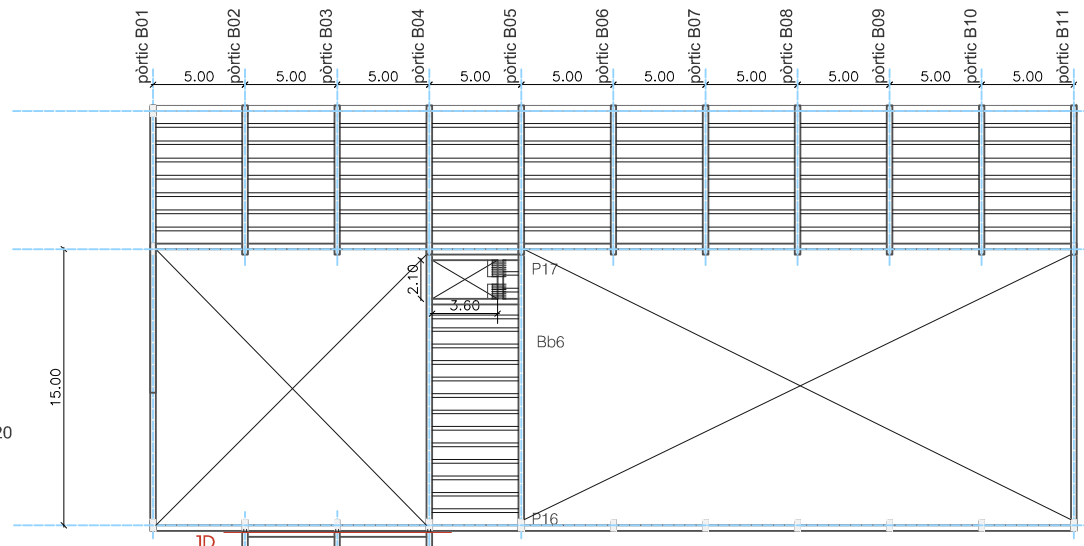 pòrtic B01
pòrtic B02
pòrtic B03
pòrtic B04
pòrtic B05
pòrtic B06
pòrtic B07
pòrtic B08
pòrtic B09
pòrtic B10
pòrtic B11
5.00
5.00
5.00
5.00
5.00
5.00
5.00
5.00
5.00
5.00
P17
2.10
3.60
Bb6
15.00
20
P16
1D